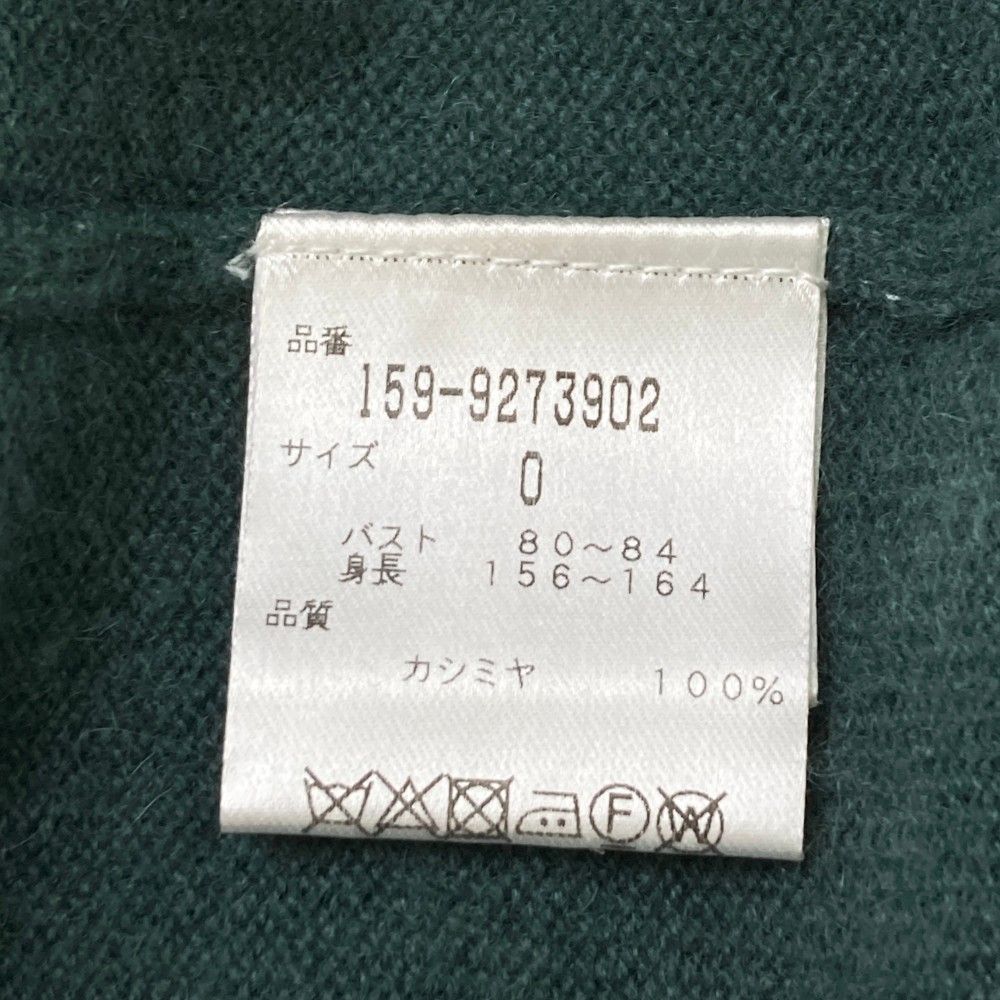 品番
159-9273902
サイズ 0
バスト 80~84
身長 156~164
品質
カシミヤ 100%
F W